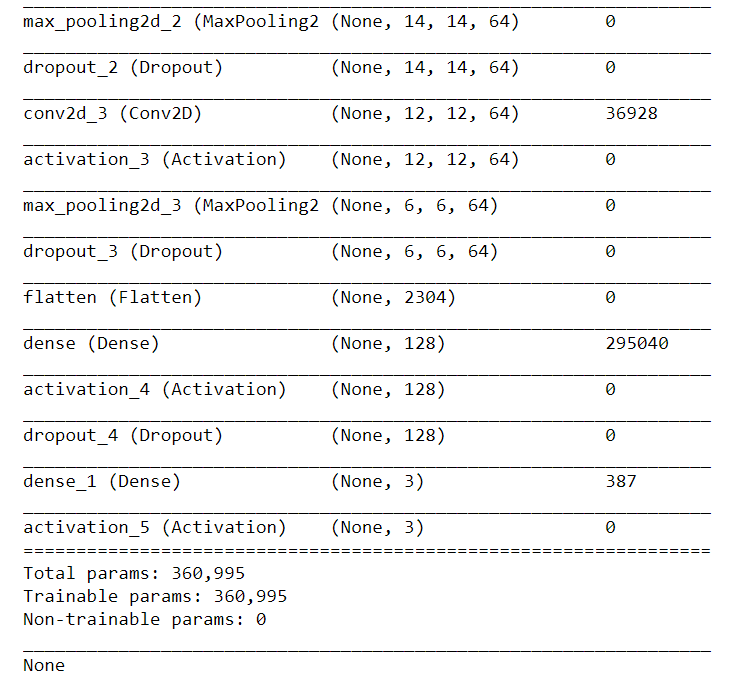 _________________________________________________________________
max_pooling2d_2 (MaxPooling2 (None, 14, 14, 64)        0
_________________________________________________________________
dropout_2 (Dropout)          (None, 14, 14, 64)        0
_________________________________________________________________
conv2d_3 (Conv2D)            (None, 12, 12, 64)        36928
_________________________________________________________________
activation_3 (Activation)    (None, 12, 12, 64)        0
_________________________________________________________________
max_pooling2d_3 (MaxPooling2 (None, 6, 6, 64)          0
_________________________________________________________________
dropout_3 (Dropout)          (None, 6, 6, 64)          0
_________________________________________________________________
flatten (Flatten)            (None, 2304)              0
_________________________________________________________________
dense (Dense)                (None, 128)               295040
_________________________________________________________________
activation_4 (Activation)    (None, 128)               0
_________________________________________________________________
dropout_4 (Dropout)          (None, 128)               0
_________________________________________________________________
dense_1 (Dense)              (None, 3)                 387
_________________________________________________________________
activation_5 (Activation)    (None, 3)                 0
=================================================================
Total params: 360,995
Trainable params: 360,995
Non-trainable params: 0
_________________________________________________________________
None